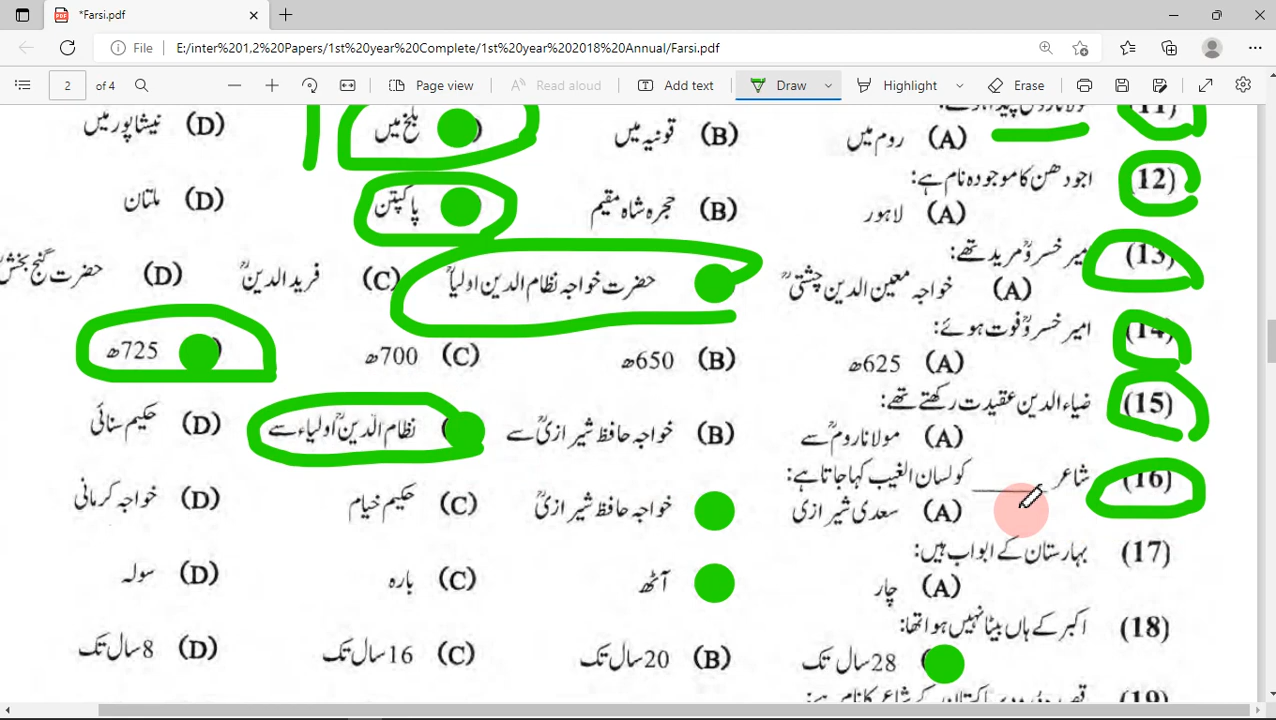 *Farsi.pdf
File E:/inter%201,2%20Papers/1st%20year%20Complete/1st%20year%202018%20Annual/Farsi.pdf
2 of 4 Page view Read aloud Add text Draw Highlight Erase
(11)
(A) روم میں (B) قونیہ میں بلخ میں (D) نیشاپور میں
(12) اجودھن کا موجودہ نام ہے:
(A) لاہور (B) حجرہ شاہ مقیم پاکپتن (D) ملتان
(13) امیر خسروؒ مرید تھے:
(A) خواجہ معین الدین چشتیؒ حضرت خواجہ نظام الدین اولیاؒ (C) فرید الدینؒ (D) حضرت گنج بخش
(14) امیر خسروؒ فوت ہوئے:
(A) 625ھ (B) 650ھ (C) 700ھ 725ھ
(15) ضیاء الدین عقیدت رکھتے تھے:
(A) مولانا رومؒ سے (B) خواجہ حافظ شیرازیؒ سے نظام الدینؒ اولیاء سے (D) حکیم سنائی
(16) شاعر ______ کو لسان الغیب کہا جاتا ہے:
(A) سعدی شیرازی خواجہ حافظ شیرازیؒ (C) حکیم خیام (D) خواجہ کرمانی
(17) بہارستان کے ابواب ہیں:
(A) چار آٹھ (C) بارہ (D) سولہ
(18) اکبر کے ہاں بیٹا نہیں ہوا تھا:
28 سال تک (B) 20 سال تک (C) 16 سال تک (D) 8 سال تک
(19)